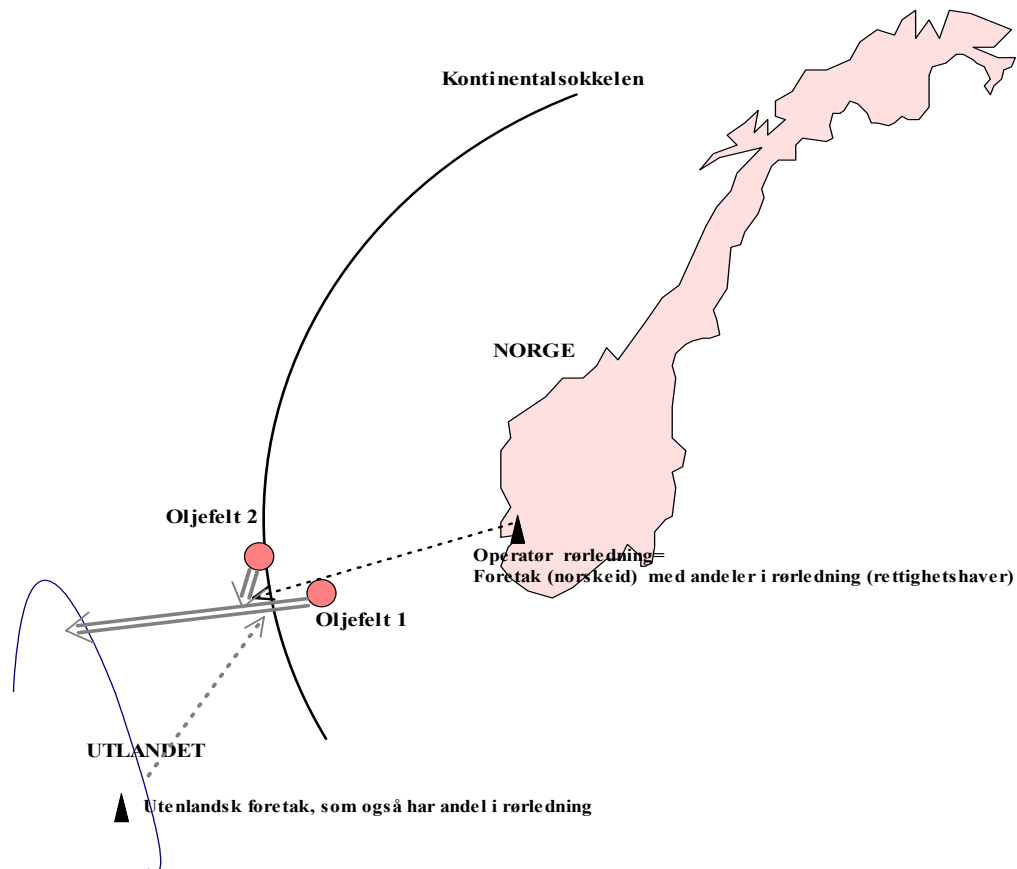 Kontinentalsokkelen
NORGE
Oljefelt 2
Operatør rørledning=
Foretak (norskeid) med andeler i rørledning (rettighetshaver)
Oljefelt 1
UTLANDET
Utenlandsk foretak, som også har andel i rørledning